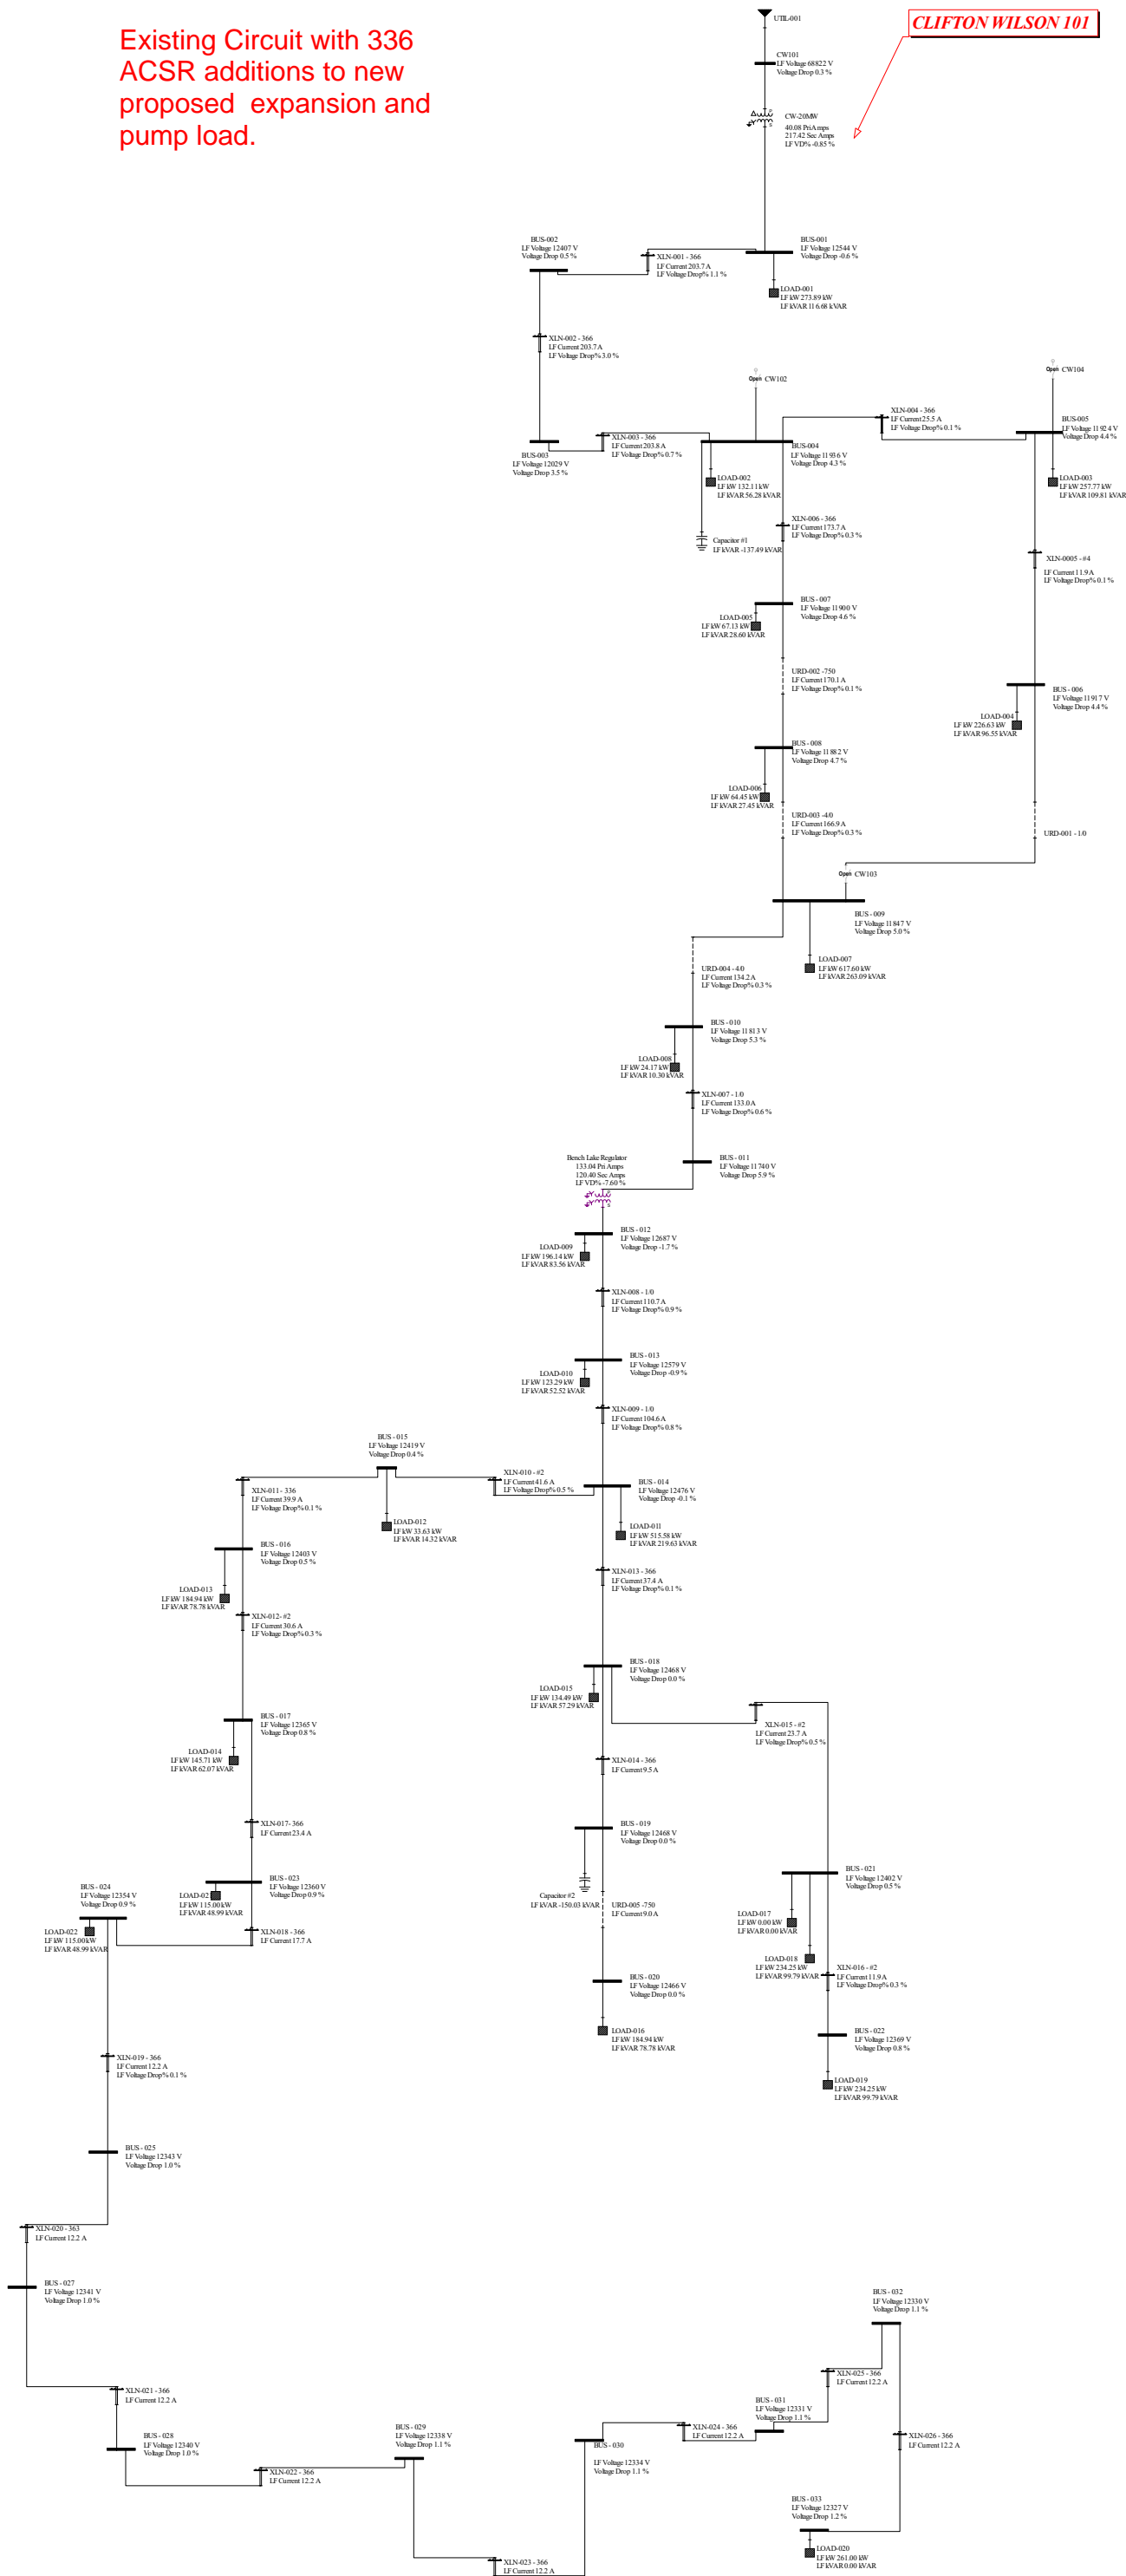 Existing Circuit with 336
ACSR additions to new
proposed expansion and
pump load.
UTIL-001
CLIFTON WILSON 101
CW101
LF Voltage 68822 V
Voltage Drop 0.3 %
CW-20MW
40.08 Pri Amps
217.42 Sec Amps
LF VD% -0.85 %
BUS-002
LF Voltage 12407 V
Voltage Drop 0.5 %
XLN-001 - 366
LF Current 203.7 A
LF Voltage Drop% 1.1 %
BUS-001
LF Voltage 12544 V
Voltage Drop -0.6 %
LOAD-001
LF kW 273.89 kW
LF kVAR 116.68 kVAR
XLN-002 - 366
LF Current 203.7 A
LF Voltage Drop% 3.0 %
Open CW102
Open CW104
BUS-003
LF Voltage 12029 V
Voltage Drop 3.5 %
XLN-003 - 366
LF Current 203.8 A
LF Voltage Drop% 0.7 %
BUS-004
LF Voltage 11936 V
Voltage Drop 4.3 %
XLN-004 - 366
LF Current 25.5 A
LF Voltage Drop% 0.1 %
BUS-005
LF Voltage 11924 V
Voltage Drop 4.4 %
LOAD-002
LF kW 132.11 kW
LF kVAR 56.28 kVAR
LOAD-003
LF kW 257.77 kW
LF kVAR 109.81 kVAR
Capacitor #1
LF kVAR -137.49 kVAR
XLN-006 - 366
LF Current 173.7 A
LF Voltage Drop% 0.3 %
XLN-0005 - #4
LF Current 11.9 A
LF Voltage Drop% 0.1 %
BUS - 007
LF Voltage 11900 V
Voltage Drop 4.6 %
LOAD-005
LF kW 67.13 kW
LF kVAR 28.60 kVAR
URD-002 -750
LF Current 170.1 A
LF Voltage Drop% 0.1 %
BUS - 006
LF Voltage 11917 V
Voltage Drop 4.4 %
LOAD-004
LF kW 226.63 kW
LF kVAR 96.55 kVAR
BUS - 008
LF Voltage 11882 V
Voltage Drop 4.7 %
LOAD-006
LF kW 64.45 kW
LF kVAR 27.45 kVAR
URD-003 -4/0
LF Current 166.9 A
LF Voltage Drop% 0.3 %
URD-001 - 1/0
Open CW103
BUS - 009
LF Voltage 11847 V
Voltage Drop 5.0 %
LOAD-007
LF kW 617.60 kW
LF kVAR 263.09 kVAR
URD-004 - 4/0
LF Current 134.2 A
LF Voltage Drop% 0.3 %
BUS - 010
LF Voltage 11813 V
Voltage Drop 5.3 %
LOAD-008
LF kW 24.17 kW
LF kVAR 10.30 kVAR
XLN-007 - 1/0
LF Current 133.0 A
LF Voltage Drop% 0.6 %
BUS - 011
LF Voltage 11740 V
Voltage Drop 5.9 %
Bench Lake Regulator
133.04 Pri Amps
120.40 Sec Amps
LF VD% -7.60 %
BUS - 012
LF Voltage 12687 V
Voltage Drop -1.7 %
LOAD-009
LF kW 196.14 kW
LF kVAR 83.56 kVAR
XLN-008 - 1/0
LF Current 110.7 A
LF Voltage Drop% 0.9 %
BUS - 013
LF Voltage 12579 V
Voltage Drop -0.9 %
LOAD-010
LF kW 123.29 kW
LF kVAR 52.52 kVAR
XLN-009 - 1/0
LF Current 104.6 A
LF Voltage Drop% 0.8 %
BUS - 015
LF Voltage 12419 V
Voltage Drop 0.4 %
XLN-011 - 336
LF Current 39.9 A
LF Voltage Drop% 0.1 %
XLN-010 - #2
LF Current 41.6 A
LF Voltage Drop% 0.5 %
BUS - 014
LF Voltage 12476 V
Voltage Drop -0.1 %
LOAD-012
LF kW 33.63 kW
LF kVAR 14.32 kVAR
LOAD-011
LF kW 515.58 kW
LF kVAR 219.63 kVAR
BUS - 016
LF Voltage 12403 V
Voltage Drop 0.5 %
LOAD-013
LF kW 184.94 kW
LF kVAR 78.78 kVAR
XLN-013 - 366
LF Current 37.4 A
LF Voltage Drop% 0.1 %
XLN-012- #2
LF Current 30.6 A
LF Voltage Drop% 0.3 %
BUS - 018
LF Voltage 12468 V
Voltage Drop 0.0 %
LOAD-015
LF kW 134.49 kW
LF kVAR 57.29 kVAR
BUS - 017
LF Voltage 12365 V
Voltage Drop 0.8 %
LOAD-014
LF kW 145.71 kW
LF kVAR 62.07 kVAR
XLN-015 - #2
LF Current 23.7 A
LF Voltage Drop% 0.5 %
XLN-014 - 366
LF Current 9.5 A
XLN-017- 366
LF Current 23.4 A
BUS - 019
LF Voltage 12468 V
Voltage Drop 0.0 %
BUS - 024
LF Voltage 12354 V
Voltage Drop 0.9 %
BUS - 023
LF Voltage 12360 V
Voltage Drop 0.9 %
LOAD-02
LF kW 115.00 kW
LF kVAR 48.99 kVAR
Capacitor #2
LF kVAR -150.03 kVAR
URD-005 -750
LF Current 9.0 A
BUS - 021
LF Voltage 12402 V
Voltage Drop 0.5 %
LOAD-017
LF kW 0.00 kW
LF kVAR 0.00 kVAR
LOAD-022
LF kW 115.00 kW
LF kVAR 48.99 kVAR
XLN-018 - 366
LF Current 17.7 A
LOAD-018
LF kW 234.25 kW
LF kVAR 99.79 kVAR
XLN-016 - #2
LF Current 11.9 A
LF Voltage Drop% 0.3 %
BUS - 020
LF Voltage 12466 V
Voltage Drop 0.0 %
LOAD-016
LF kW 184.94 kW
LF kVAR 78.78 kVAR
BUS - 022
LF Voltage 12369 V
Voltage Drop 0.8 %
LOAD-019
LF kW 234.25 kW
LF kVAR 99.79 kVAR
XLN-019 - 366
LF Current 12.2 A
LF Voltage Drop% 0.1 %
BUS - 025
LF Voltage 12343 V
Voltage Drop 1.0 %
XLN-020 - 363
LF Current 12.2 A
BUS - 027
LF Voltage 12341 V
Voltage Drop 1.0 %
BUS - 032
LF Voltage 12330 V
Voltage Drop 1.1 %
XLN-021 - 366
LF Current 12.2 A
XLN-025 - 366
LF Current 12.2 A
BUS - 031
LF Voltage 12331 V
Voltage Drop 1.1 %
BUS - 028
LF Voltage 12340 V
Voltage Drop 1.0 %
BUS - 029
LF Voltage 12338 V
Voltage Drop 1.1 %
XLN-024 - 366
LF Current 12.2 A
XLN-026 - 366
LF Current 12.2 A
BUS - 030
LF Voltage 12334 V
Voltage Drop 1.1 %
XLN-022 - 366
LF Current 12.2 A
BUS - 033
LF Voltage 12327 V
Voltage Drop 1.2 %
LOAD-020
LF kW 261.00 kW
LF kVAR 0.00 kVAR
XLN-023 - 366
LF Current 12.2 A